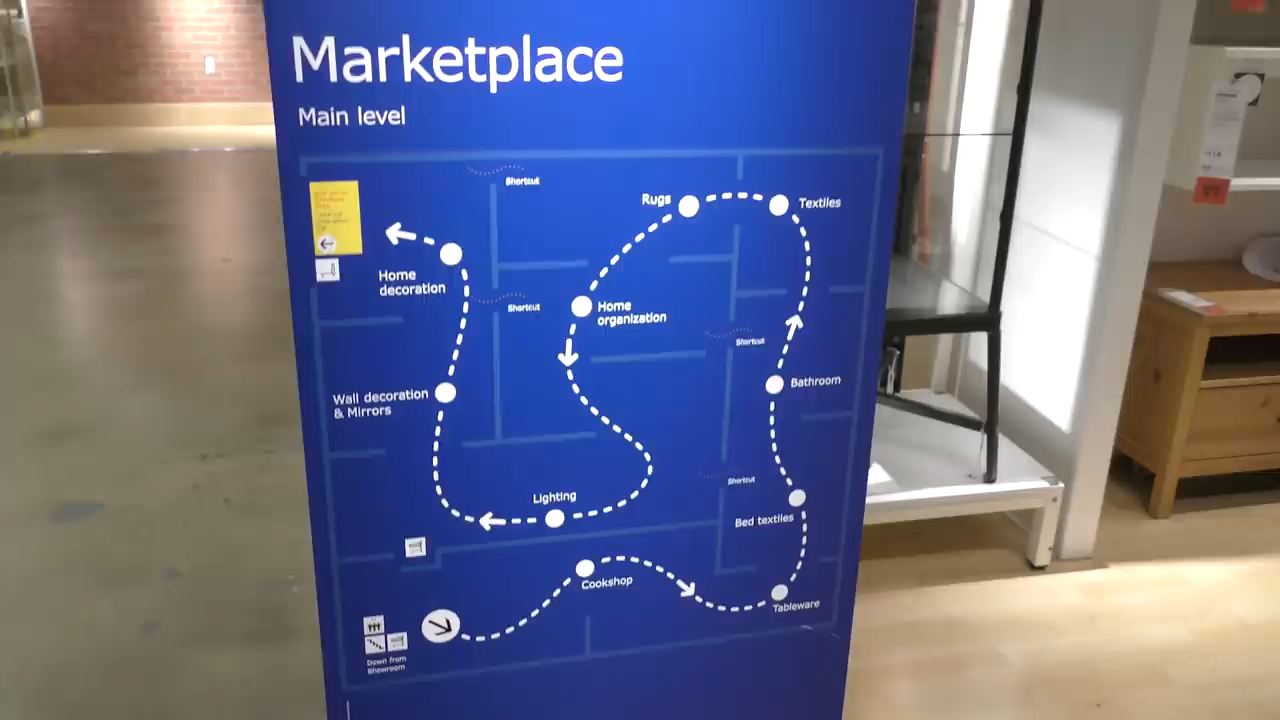 Marketplace
Main level
Shortcut
Rugs
Textiles
Home
decoration
Shortcut
Home
organization
Shortcut
Wall decoration
& Mirrors
Bathroom
Shortcut
Lighting
Bed textiles
Cookshop
Tableware
Down from
Showroom